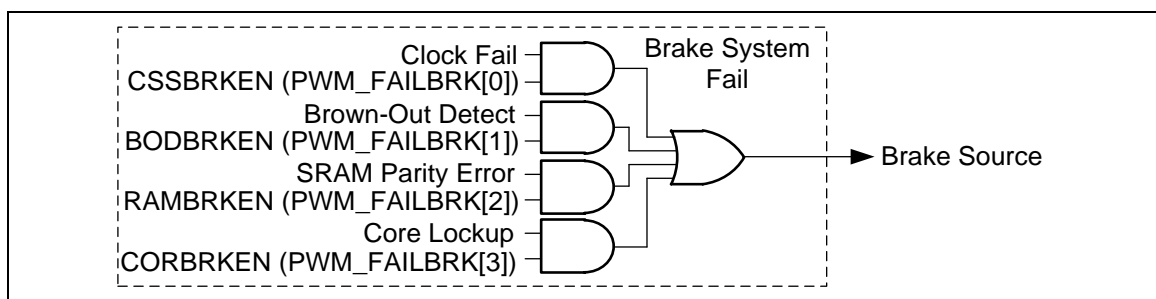 Clock Fail
CSSBRKEN (PWM_FAILBRK[0])
Brown-Out Detect
BODBRKEN (PWM_FAILBRK[1])
SRAM Parity Error
RAMBRKEN (PWM_FAILBRK[2])
Core Lockup
CORBRKEN (PWM_FAILBRK[3])
Brake System
Fail
Brake Source